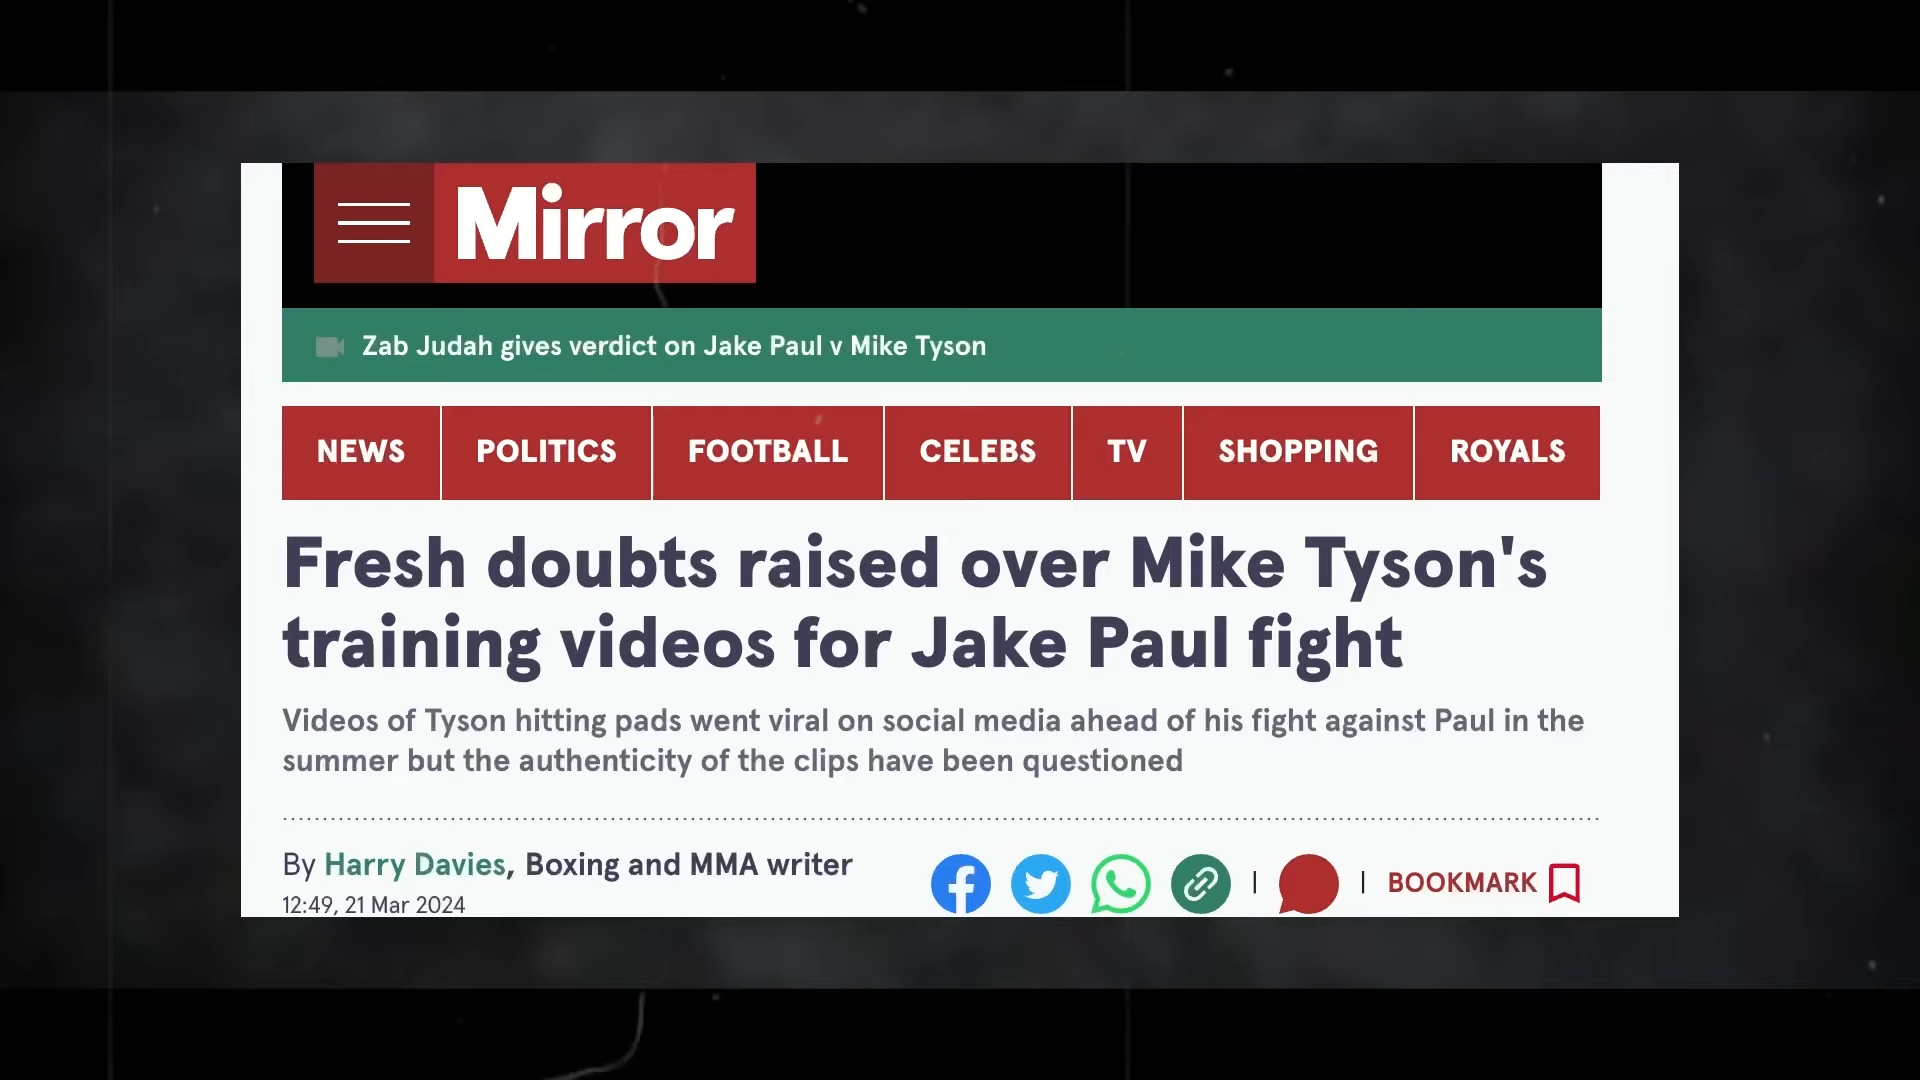 Mirror
Zab Judah gives verdict on Jake Paul v Mike Tyson
NEWS POLITICS FOOTBALL CELEBS TV SHOPPING ROYALS
Fresh doubts raised over Mike Tyson's
training videos for Jake Paul fight
Videos of Tyson hitting pads went viral on social media ahead of his fight against Paul in the
summer but the authenticity of the clips have been questioned
By Harry Davies, Boxing and MMA writer
12:49, 21 Mar 2024
BOOKMARK